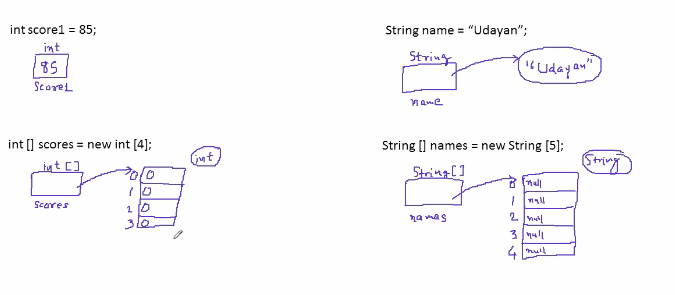 int score1 = 85;
int
85
score1
String name = “Udayan”;
String
"Udayan"
name
int [] scores = new int [4];
int []
int
0 0
1 0
2 0
3 0
scores
String [] names = new String [5];
String[]
String
0 null
1 null
2 null
3 null
4 null
names